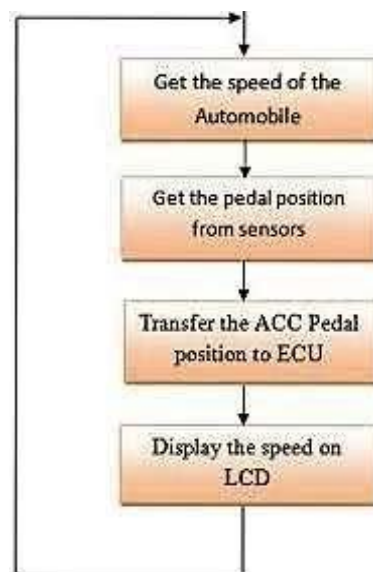 Get the speed of the
Automobile
Get the pedal position
from sensors
Transfer the ACC Pedal
position to ECU
Display the speed on
LCD